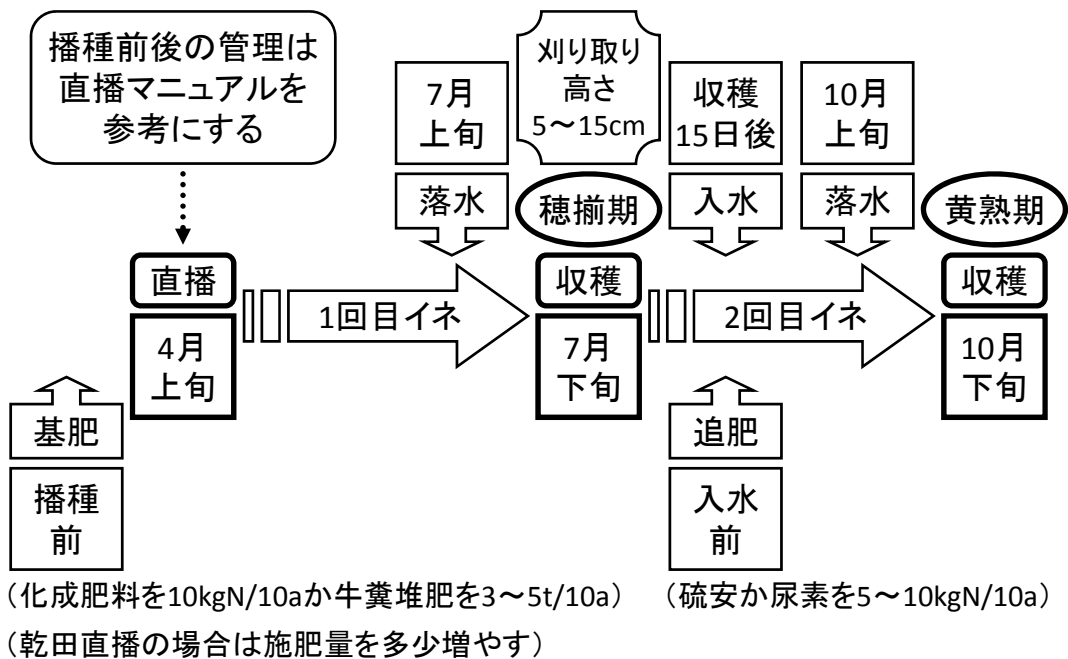 播種前後の管理は
直播マニュアルを
参考にする
7月
上旬
刈り取り
高さ
5～15cm
収穫
15日後
10月
上旬
落水
穂揃期
入水
落水
黄熟期
直播
1回目イネ
収穫
2回目イネ
収穫
4月
上旬
7月
下旬
10月
下旬
基肥
追肥
播種
前
入水
前
（化成肥料を10kgN/10aか牛糞堆肥を3～5t/10a）
（硫安か尿素を5～10kgN/10a）
（乾田直播の場合は施肥量を多少増やす）